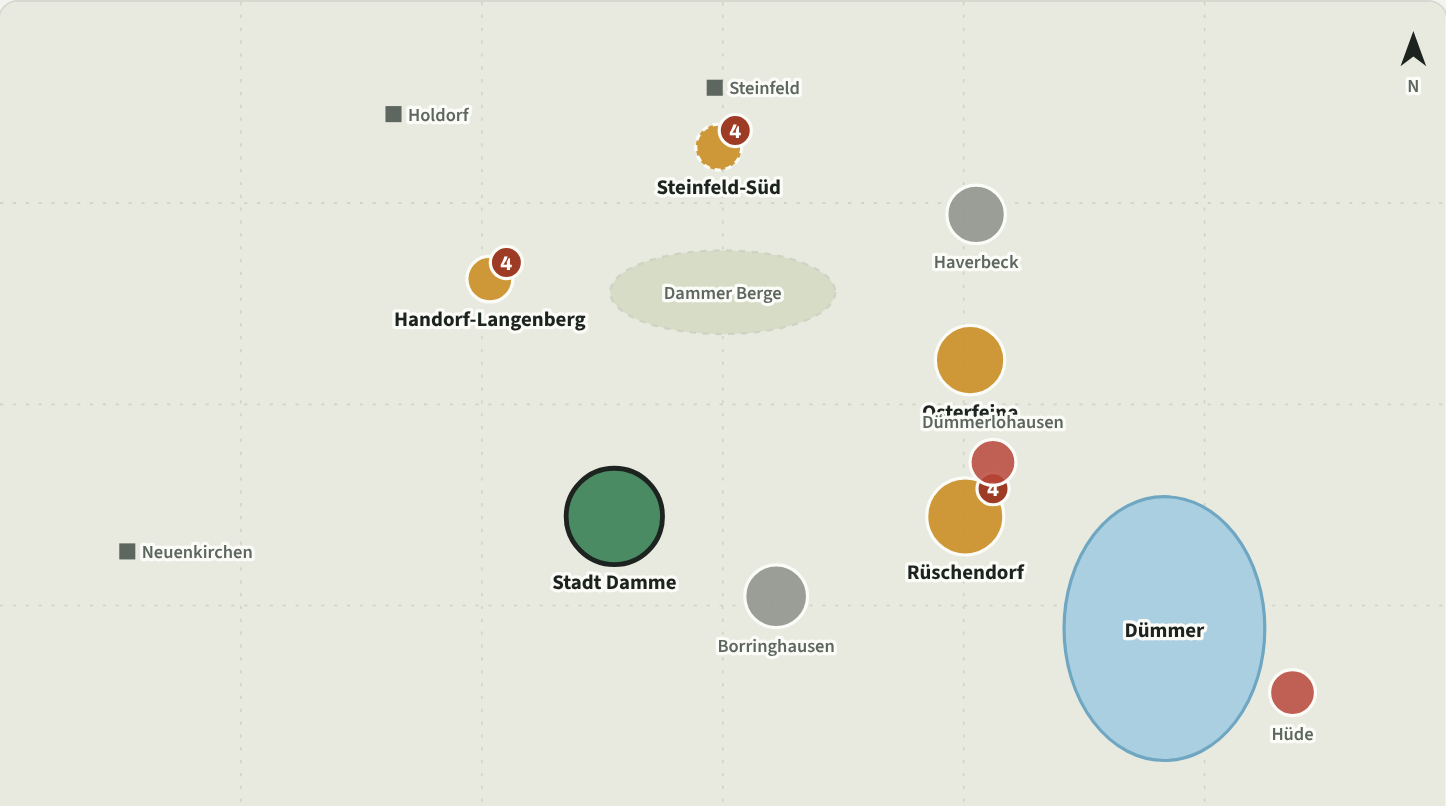 Steinfeld
N
Holdorf
4
Steinfeld-Süd
Haverbeck
4
Dammer Berge
Handorf-Langenberg
Osterfeine
Dümmerlohausen
4
Neuenkirchen
Rüschendorf
Stadt Damme
Dümmer
Borringhausen
Hüde